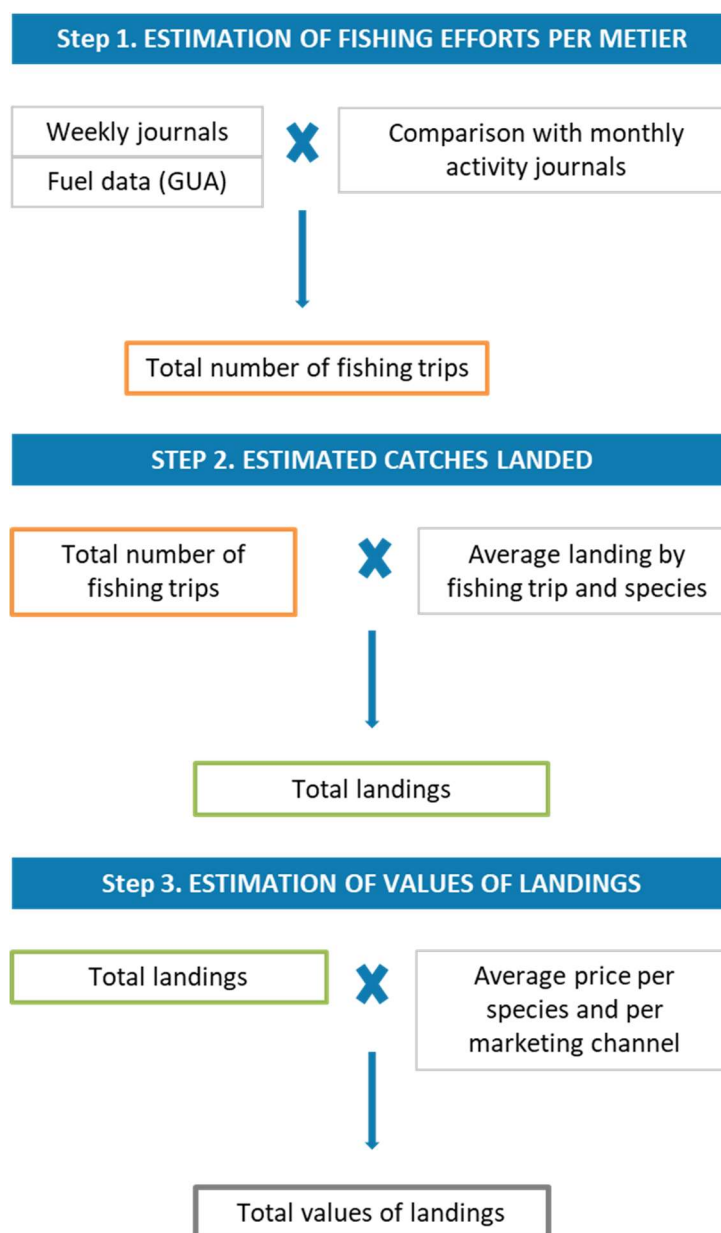 Step 1. ESTIMATION OF FISHING EFFORTS PER METIER
Weekly journals
Fuel data (GUA)
Comparison with monthly
activity journals
Total number of fishing trips
STEP 2. ESTIMATED CATCHES LANDED
Total number of
fishing trips
Average landing by
fishing trip and species
Total landings
Step 3. ESTIMATION OF VALUES OF LANDINGS
Total landings
Average price per
species and per
marketing channel
Total values of landings